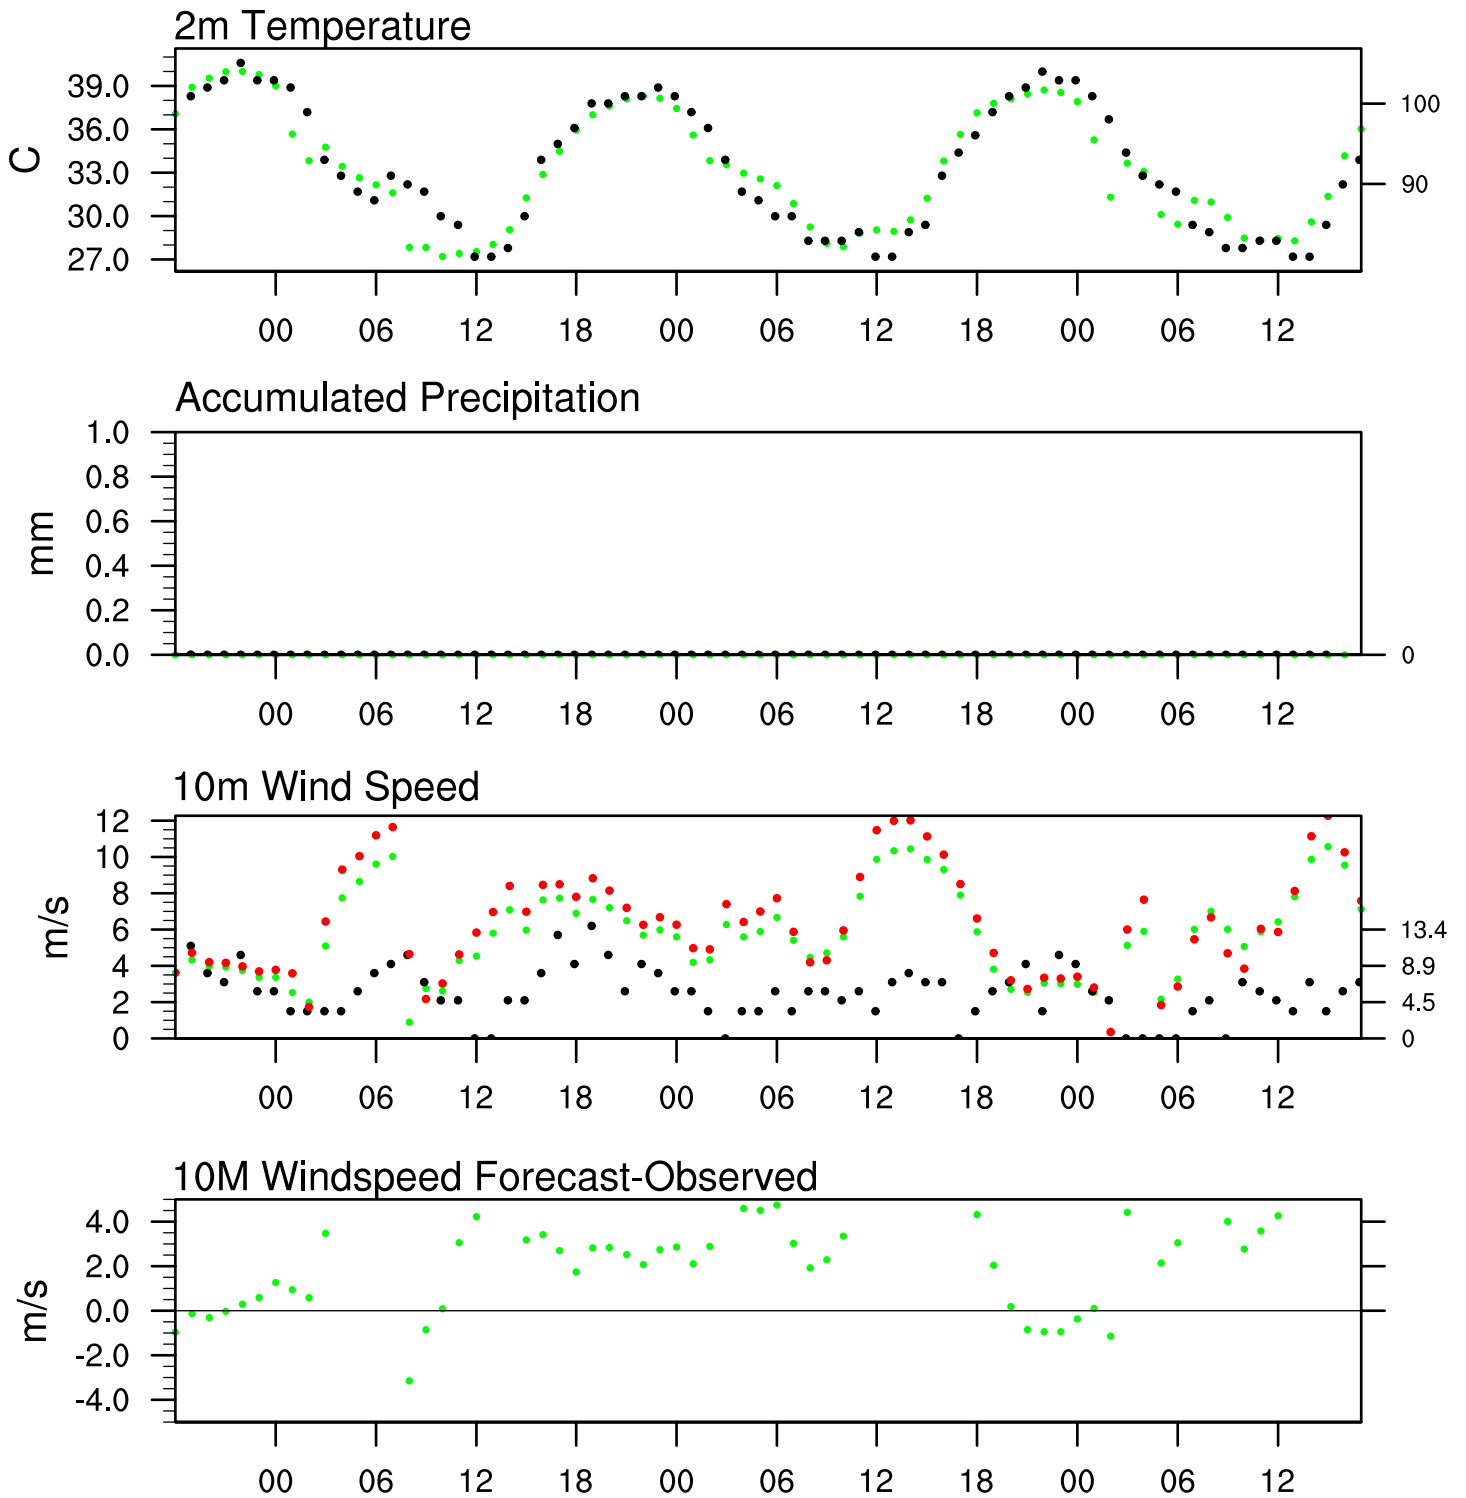 2m Temperature
39.0
36.0
33.0
30.0
27.0
C
100
90
00 06 12 18 00 06 12 18 00 06 12
Accumulated Precipitation
1.0
0.8
0.6
0.4
0.2
0.0
mm
0
00 06 12 18 00 06 12 18 00 06 12
10m Wind Speed
12
10
8
6
4
2
0
m/s
13.4
8.9
4.5
0
00 06 12 18 00 06 12 18 00 06 12
10M Windspeed Forecast-Observed
4.0
2.0
0.0
-2.0
-4.0
m/s
00 06 12 18 00 06 12 18 00 06 12